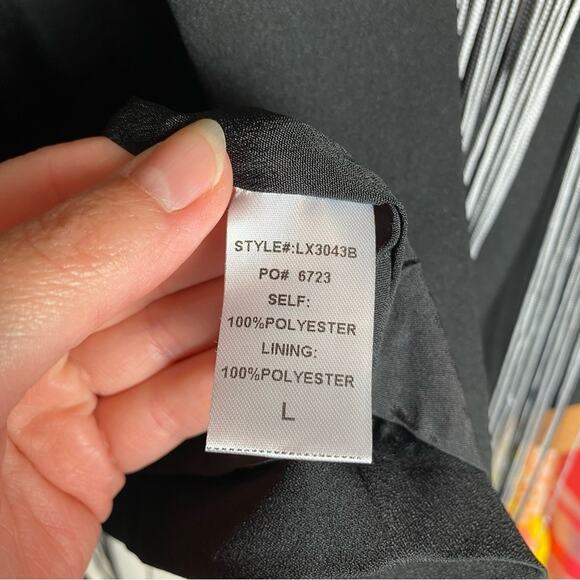 STYLE#:LX3043B
PO# 6723
SELF:
100%POLYESTER
LINING:
100%POLYESTER
L